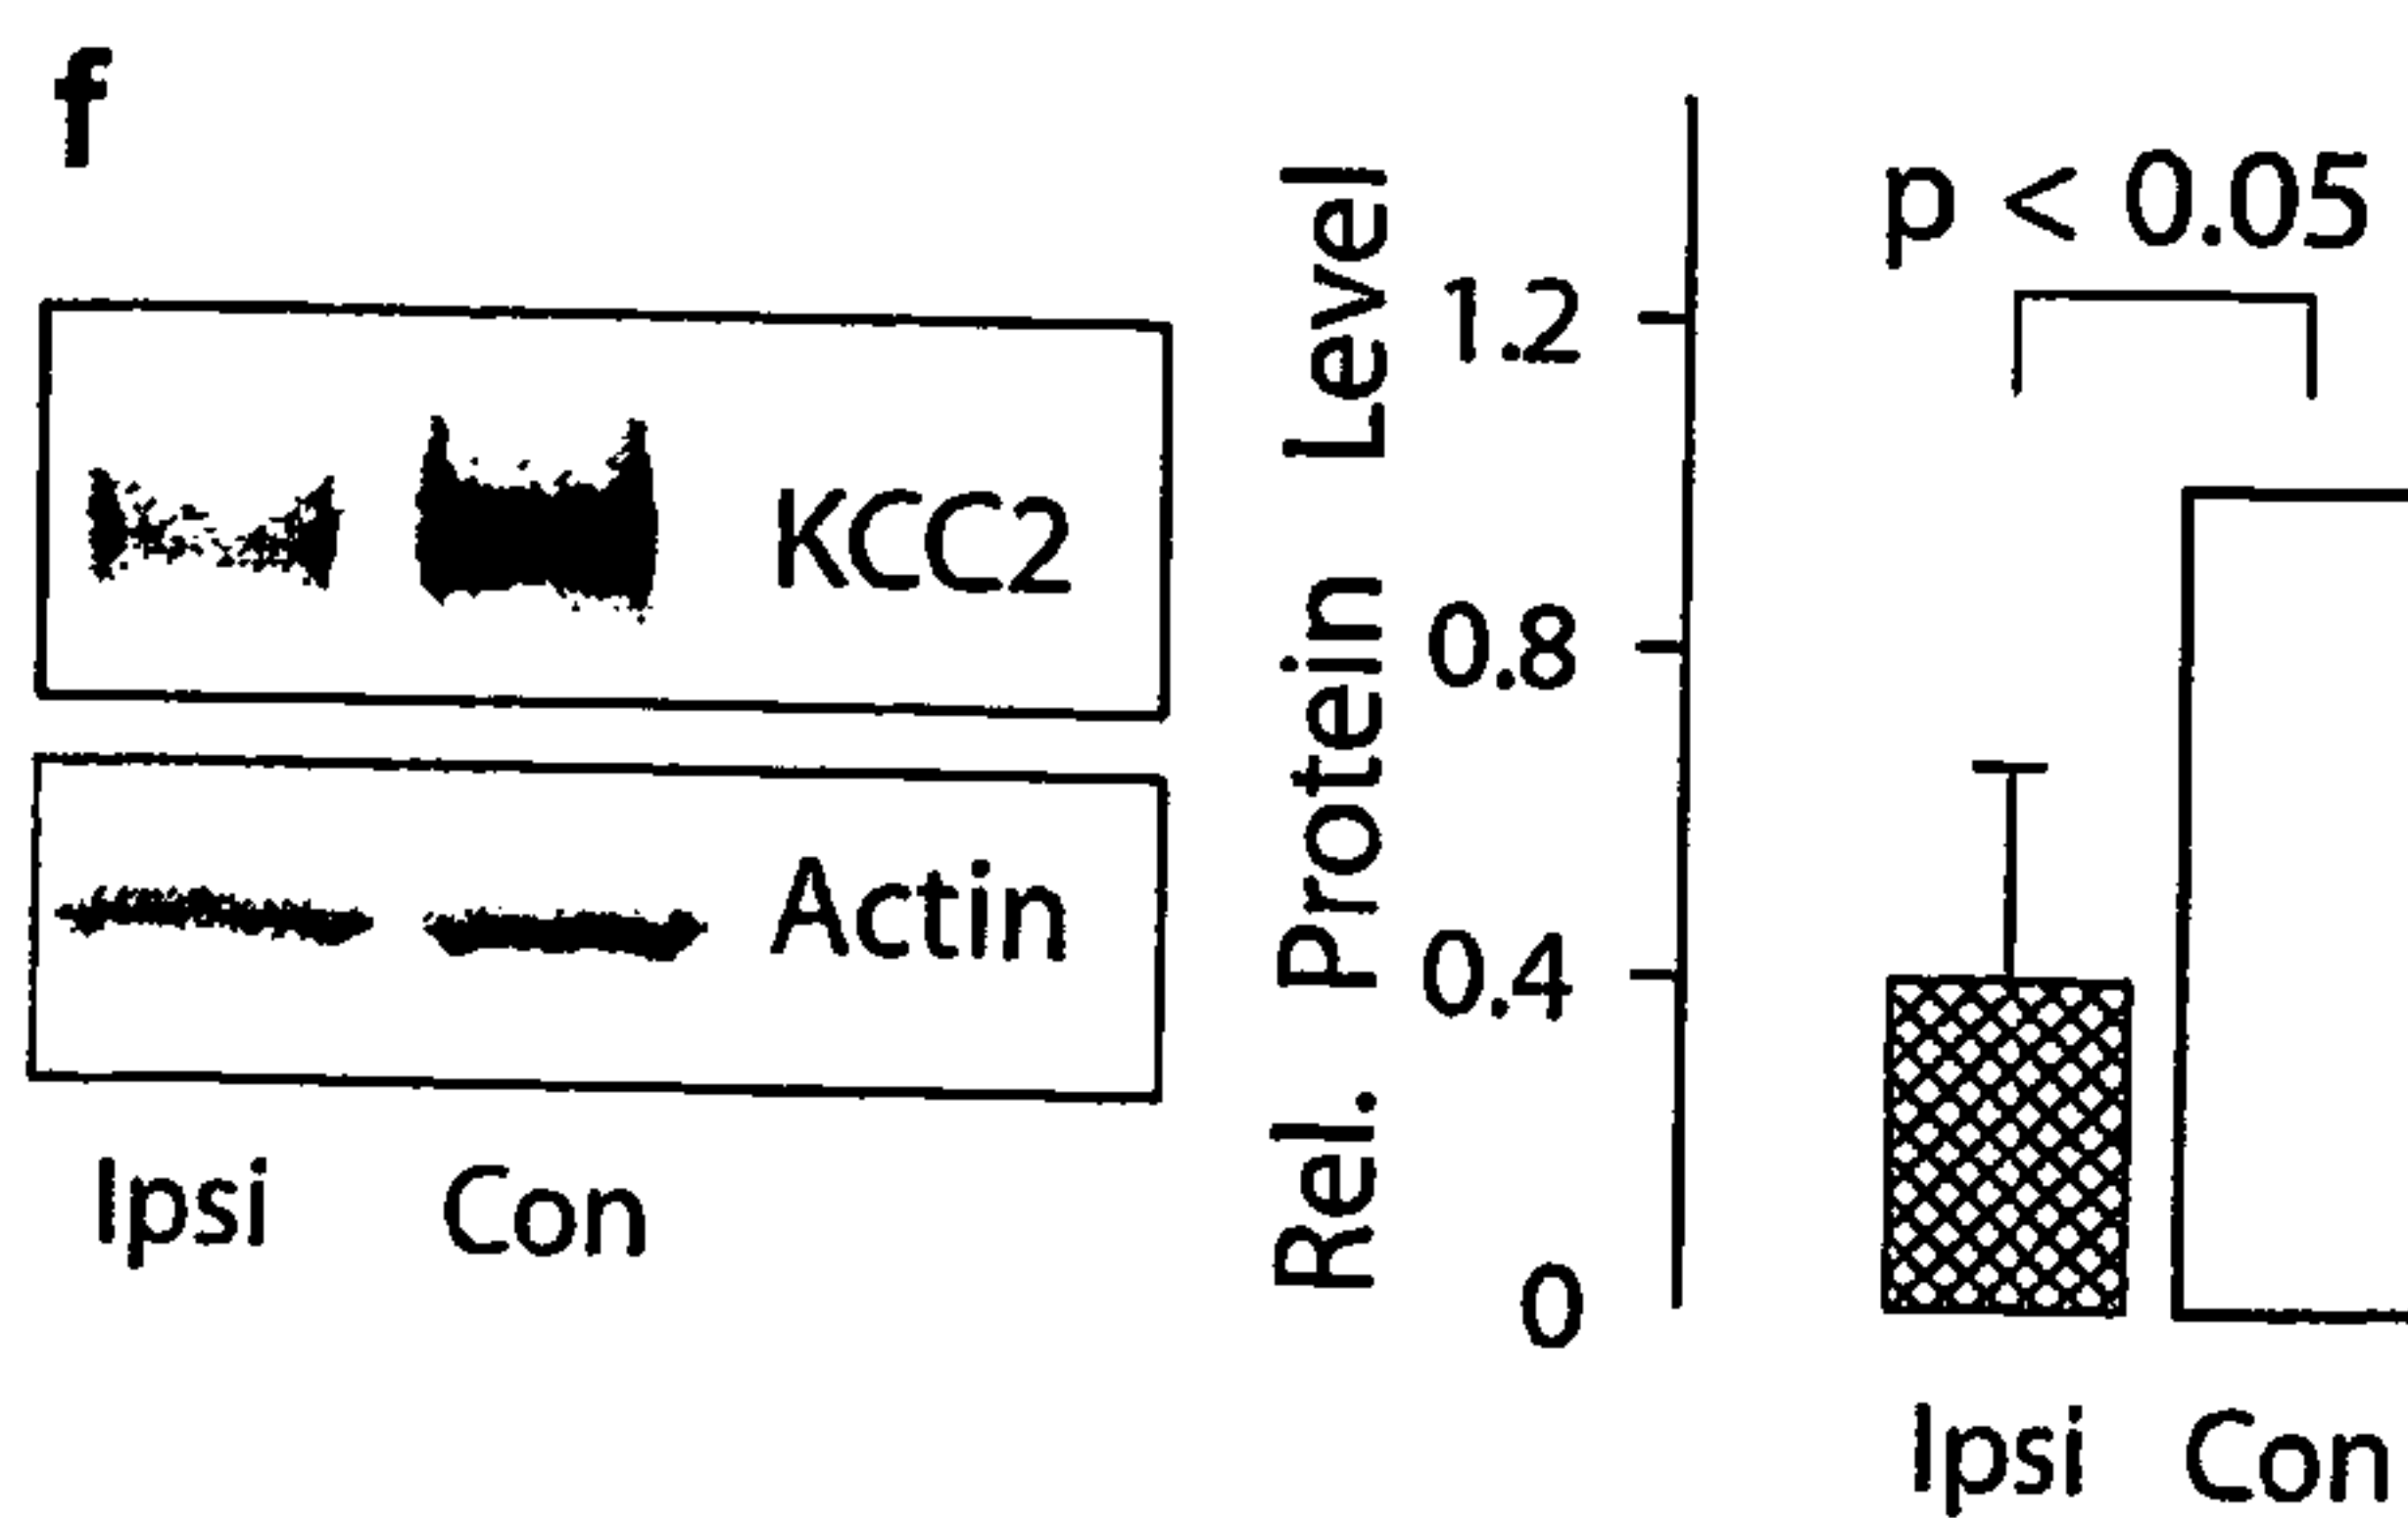 f
KCC2
Actin
Ipsi Con
Rel. Protein Level
1.2
0.8
0.4
0
p < 0.05
Ipsi Con